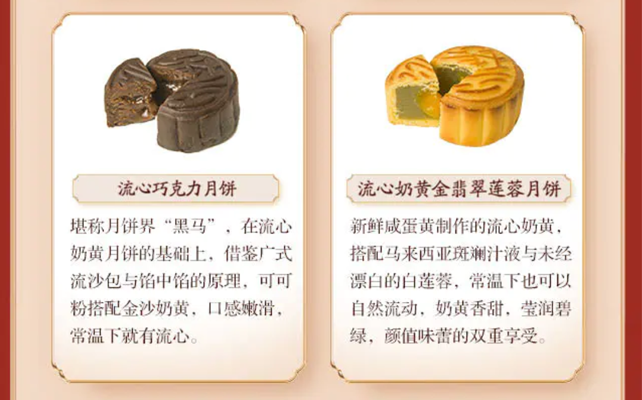 流心巧克力月饼
堪称月饼界“黑马”，在流心
奶黄月饼的基础上，借鉴广式
流沙包与馅中馅的原理，可可
粉搭配金沙奶黄，口感嫩滑，
常温下就有流心。
流心奶黄金翡翠莲蓉月饼
新鲜咸蛋黄制作的流心奶黄，
搭配马来西亚斑斓汁液与未经
漂白的白莲蓉，常温下也可以
自然流动，奶黄香甜，莹润碧
绿，颜值味蕾的双重享受。